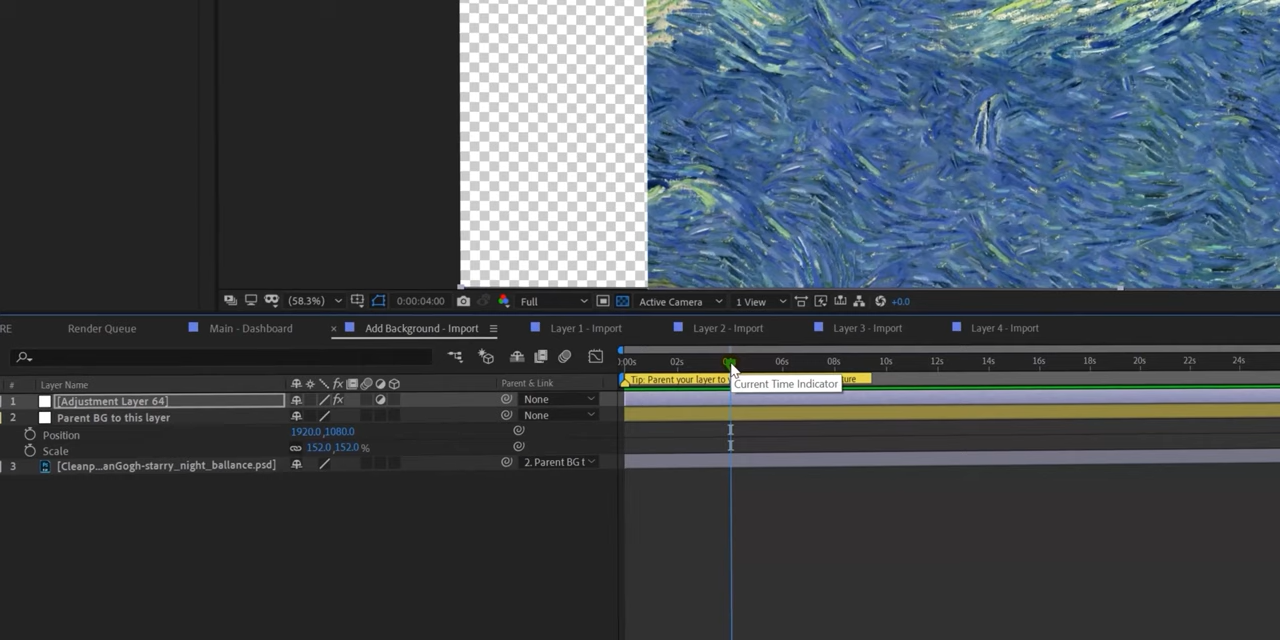 (58.3%) 0:00:04:00 Full Active Camera 1 View +0.0
RE Render Queue Main - Dashboard × Add Background - Import Layer 1 - Import Layer 2 - Import Layer 3 - Import Layer 4 - Import
:00s 02s 06s 08s 10s 12s 14s 16s 18s 20s 22s 24s
# Layer Name Parent & Link
Tip: Parent your layer to ure
Current Time Indicator
1 [Adjustment Layer 64] fx None
2 Parent BG to this layer None
Position 1920.0,1080.0
Scale 152.0,152.0 %
3 [Cleanp...anGogh-starry_night_ballance.psd] 2. Parent BG t